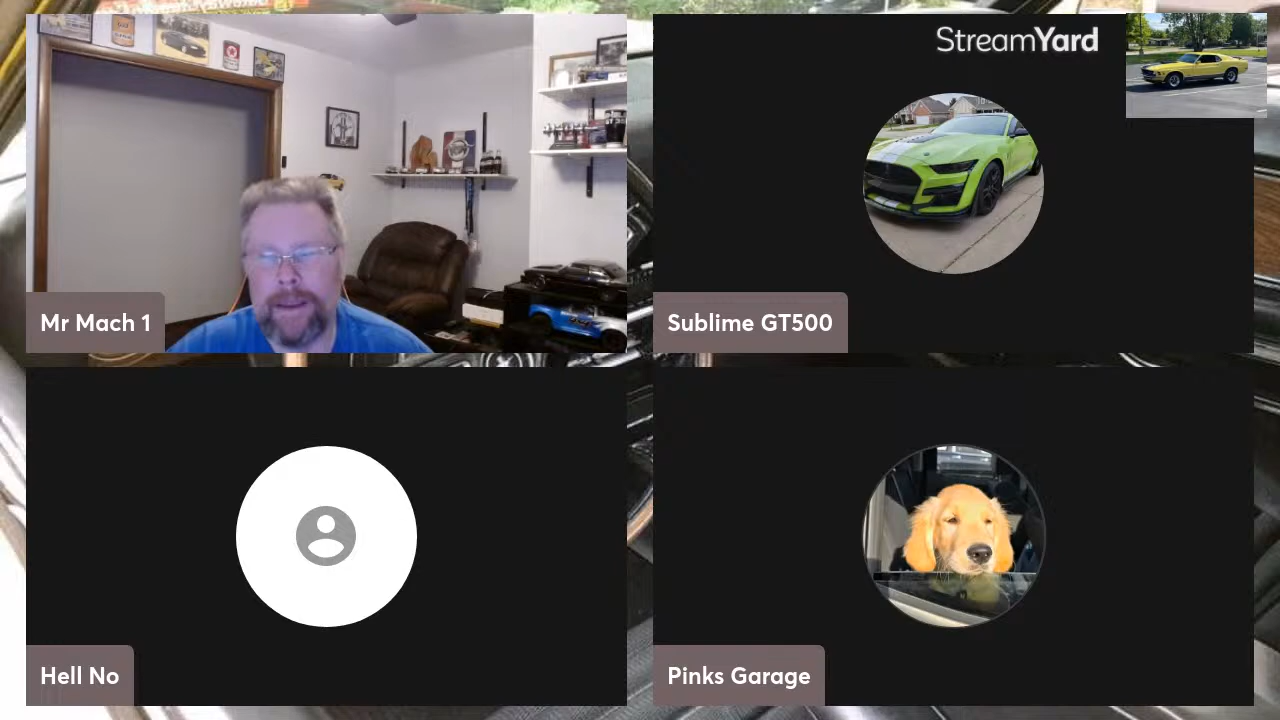 StreamYard
Mr Mach 1
Sublime GT500
Hell No
Pinks Garage